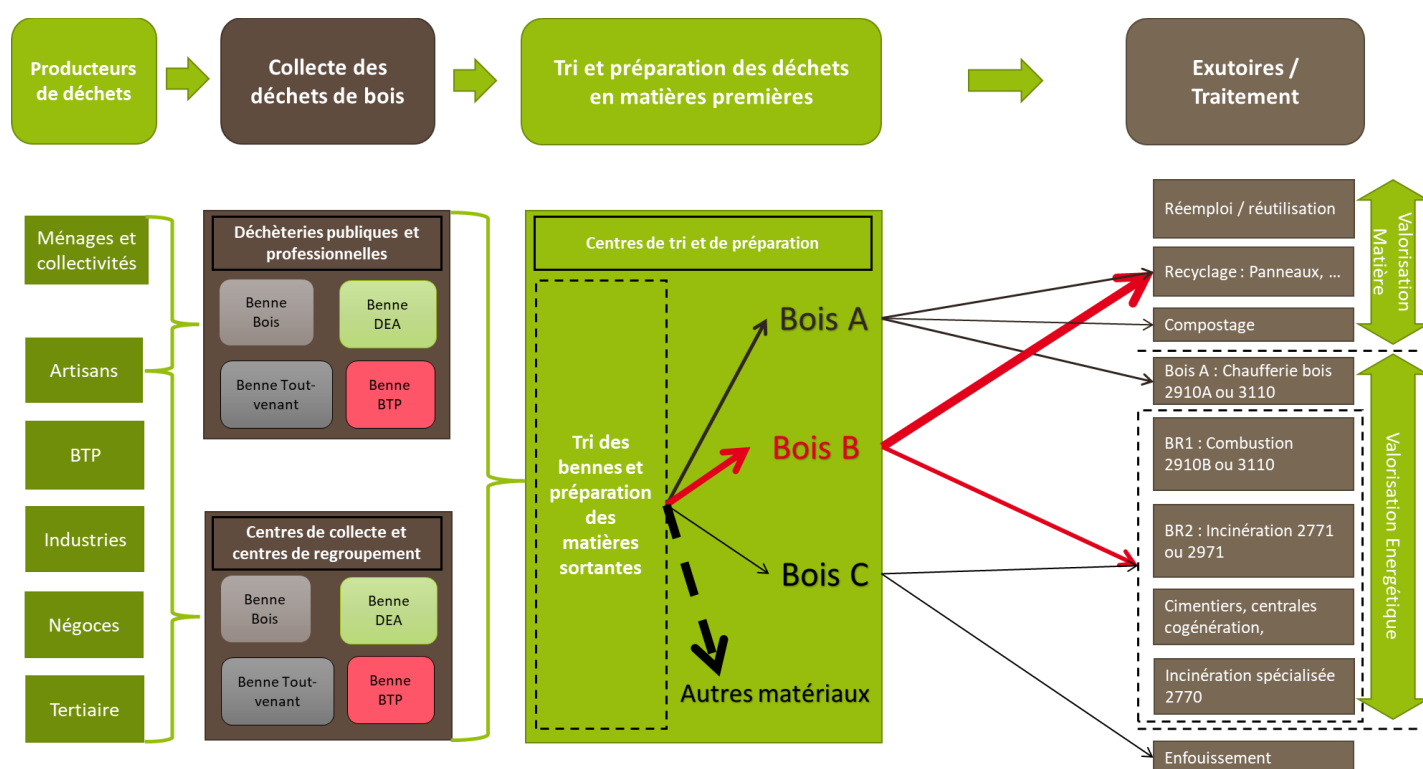 Producteurs
de déchets
Collecte des
déchets de bois
Tri et préparation des déchets
en matières premières
Exutoires /
Traitement
Ménages et
collectivités
Artisans
BTP
Industries
Négoces
Tertiaire
Déchèteries publiques et
professionnelles
Benne
Bois
Benne
DEA
Benne Tout-
venant
Benne
BTP
Centres de collecte et
centres de regroupement
Benne
Bois
Benne
DEA
Benne Tout-
venant
Benne
BTP
Centres de tri et de préparation
Tri des
bennes et
préparation
des
matières
sortantes
Bois A
Bois B
Bois C
Autres matériaux
Réemploi / réutilisation
Recyclage : Panneaux, ...
Compostage
Bois A : Chaufferie bois
2910A ou 3110
BR1 : Combustion
2910B ou 3110
BR2 : Incinération 2771
ou 2971
Cimentiers, centrales
cogénération,
Incinération spécialisée
2770
Enfouissement
Valorisation
Matière
Valorisation Energétique